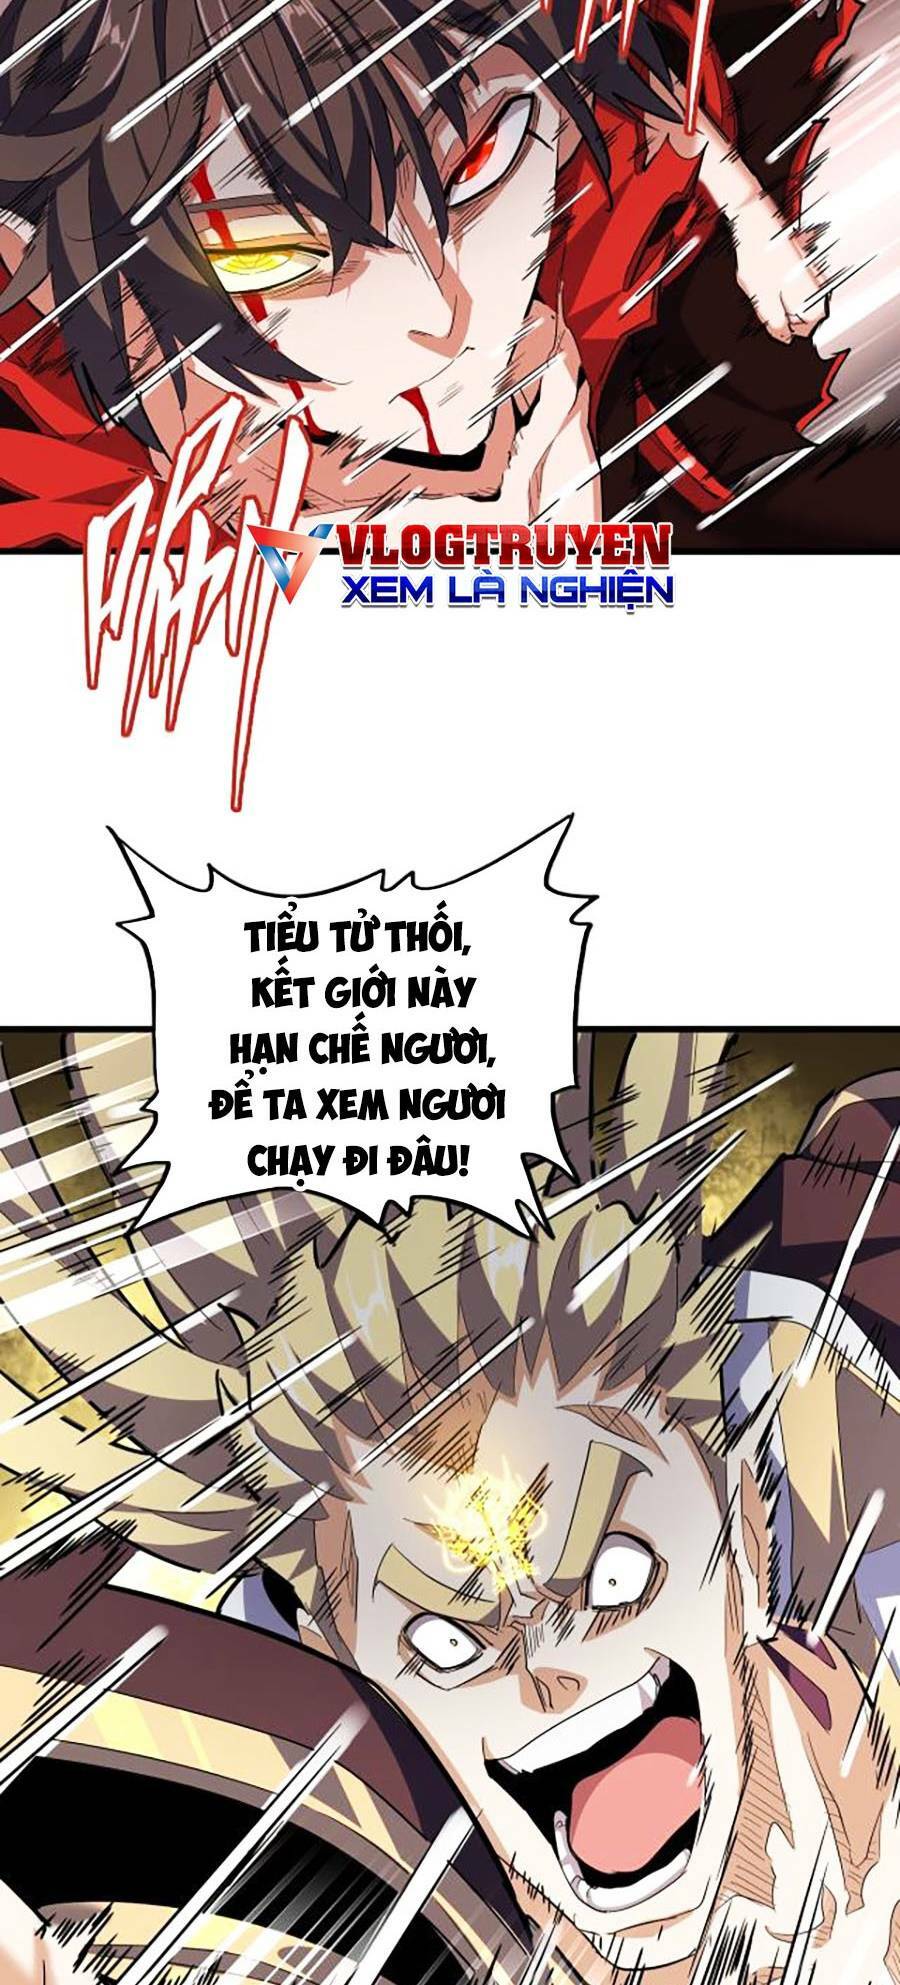 VLOGTRUYEN
XEM LÀ NGHIỆN
TIỂU TỬ THỐI,
KẾT GIỚI NÀY
HẠN CHẾ NGƯƠI,
ĐỂ TA XEM NGƯƠI
CHẠY ĐI ĐÂU!